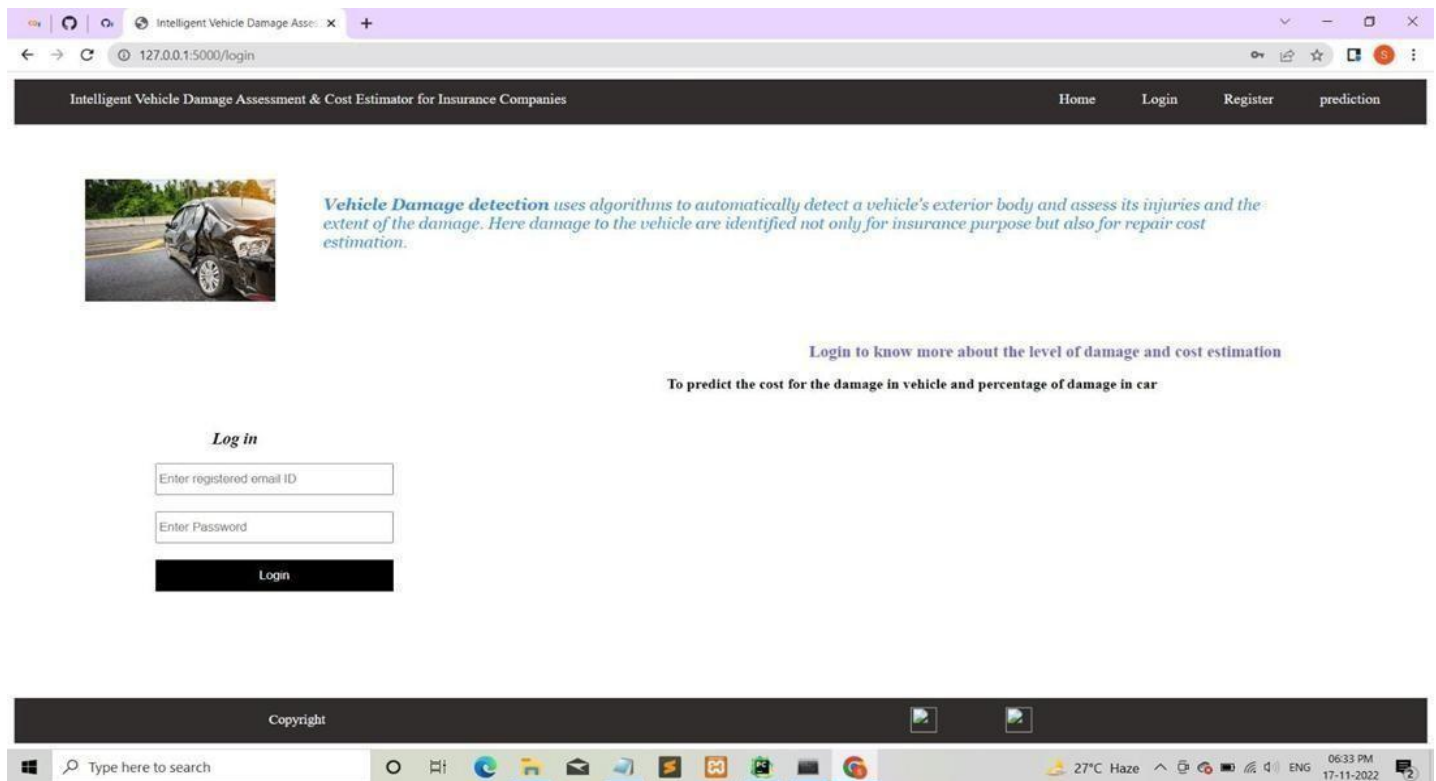 Intelligent Vehicle Damage Asses
127.0.0.1:5000/login
S
Intelligent Vehicle Damage Assessment & Cost Estimator for Insurance Companies
Home Login Register prediction
Vehicle Damage detection uses algorithms to automatically detect a vehicle's exterior body and assess its injuries and the
extent of the damage. Here damage to the vehicle are identified not only for insurance purpose but also for repair cost
estimation.
Login to know more about the level of damage and cost estimation
To predict the cost for the damage in vehicle and percentage of damage in car
Log in
Enter registered email ID
Enter Password
Login
Copyright
Type here to search
27°C Haze
ENG
06:33 PM
17-11-2022
2